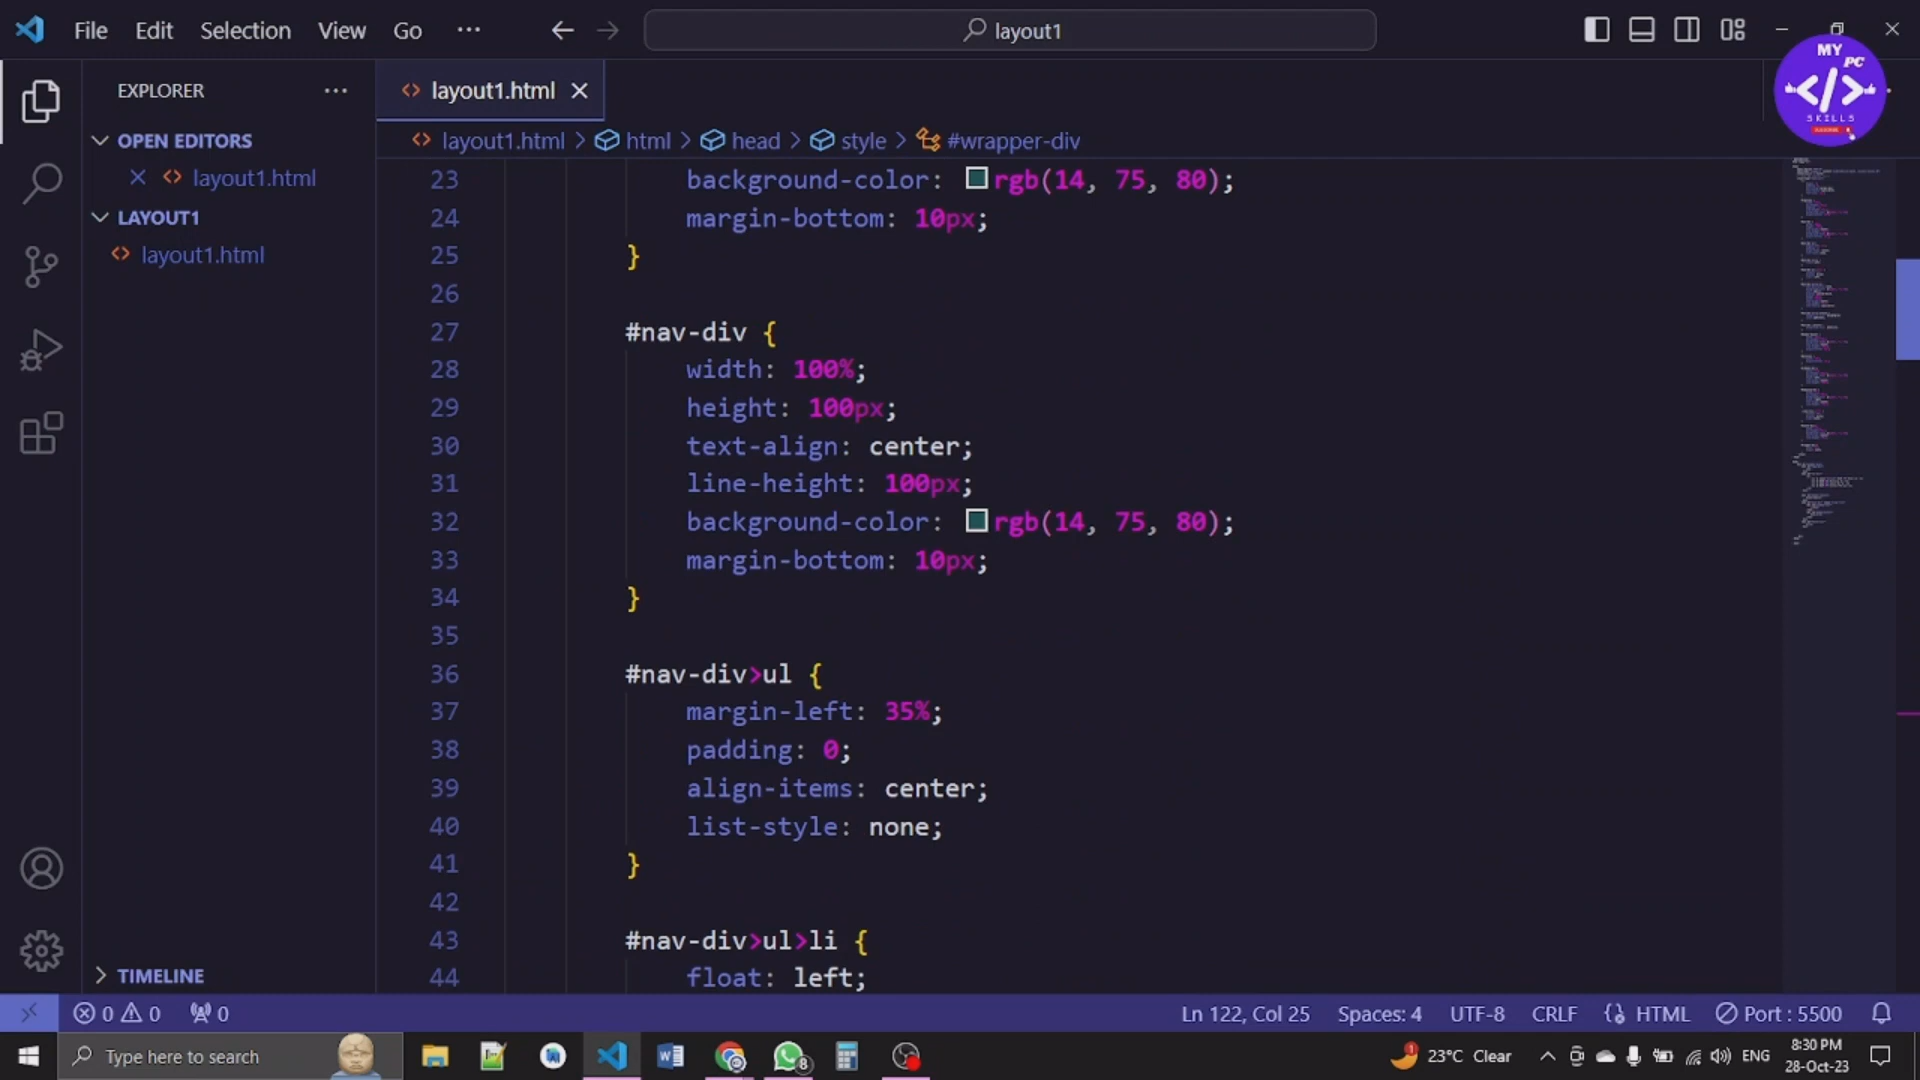 File Edit Selection View Go ··· layout1
MY
PC
</>
SKILLS
EXPLORER ···
layout1.html
OPEN EDITORS
layout1.html
LAYOUT1
layout1.html
TIMELINE
layout1.html > html > head > style > #wrapper-div
23 background-color: rgb(14, 75, 80);
24 margin-bottom: 10px;
25 }
26
27 #nav-div {
28 width: 100%;
29 height: 100px;
30 text-align: center;
31 line-height: 100px;
32 background-color: rgb(14, 75, 80);
33 margin-bottom: 10px;
34 }
35
36 #nav-div>ul {
37 margin-left: 35%;
38 padding: 0;
39 align-items: center;
40 list-style: none;
41 }
42
43 #nav-div>ul>li {
44 float: left;
0 0 0 Ln 122, Col 25 Spaces: 4 UTF-8 CRLF HTML Port : 5500
Type here to search 8 1 23°C Clear ENG 8:30 PM
28-Oct-23